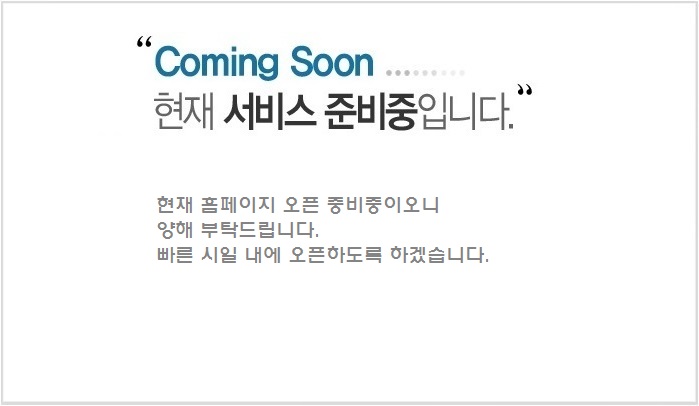 “Coming Soon .........
현재 서비스 준비중입니다.”
현재 홈페이지 오픈 중비중이오니
양해 부탁드립니다.
빠른 시일 내에 오픈하도록 하겠습니다.